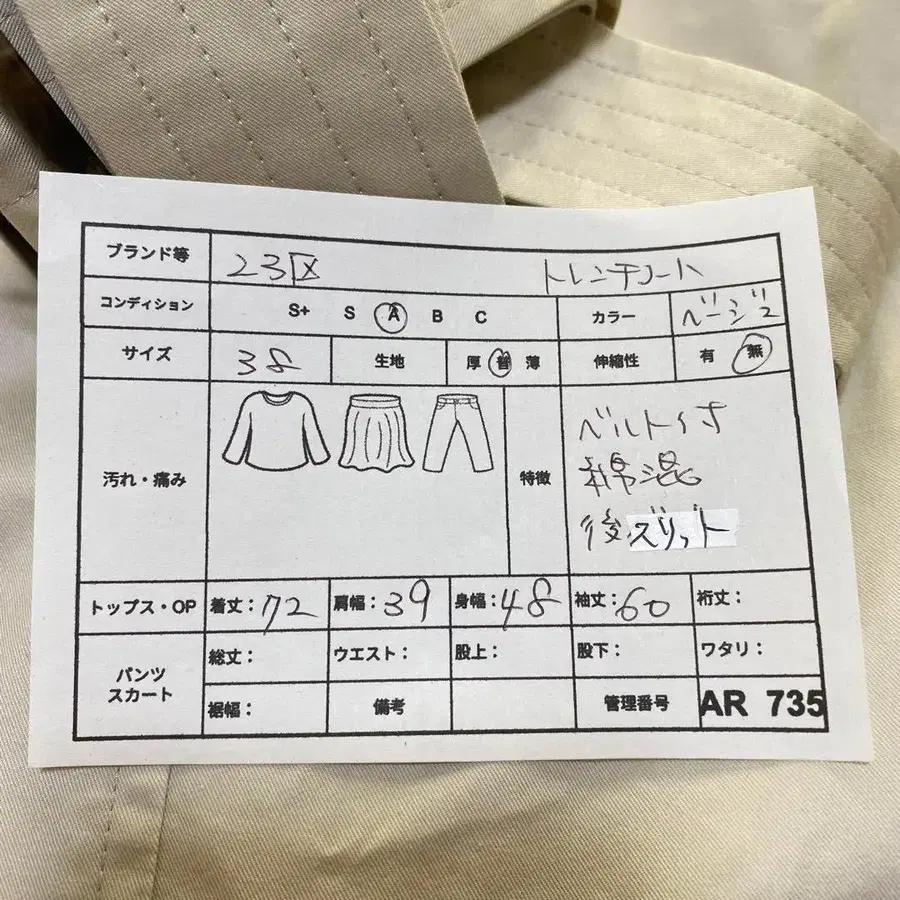 ブランド等 23区 トレンチコート
コンディション S+ S A B C カラー ベージュ
サイズ 38 生地 厚 普 薄 伸縮性 有 無
汚れ・痛み 特徴
ベルト付
綿混
後スリット
トップス・OP 着丈：72 肩幅：39 身幅：48 袖丈：60 裄丈：
パンツ
スカート
総丈： ウエスト： 股上： 股下： ワタリ：
裾幅： 備考 管理番号 AR 735